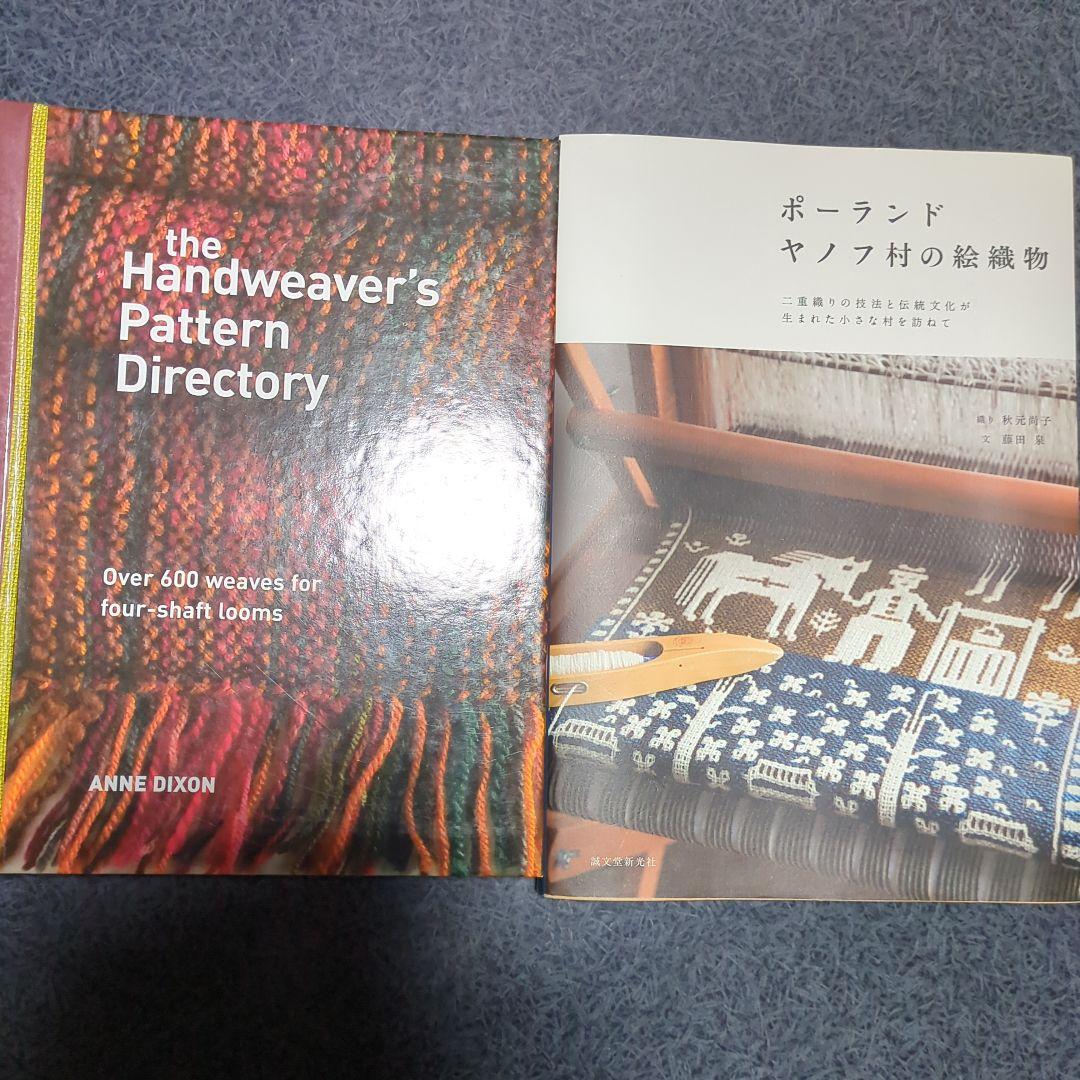 the
Handweaver's
Pattern
Directory
Over 600 weaves for
four-shaft looms
ANNE DIXON
ポーランド
ヤノフ村の絵織物
二重織りの技法と伝統文化が
生まれた小さな村を訪ねて
織り 秋元尚子
文 藤田 泉
誠文堂新光社